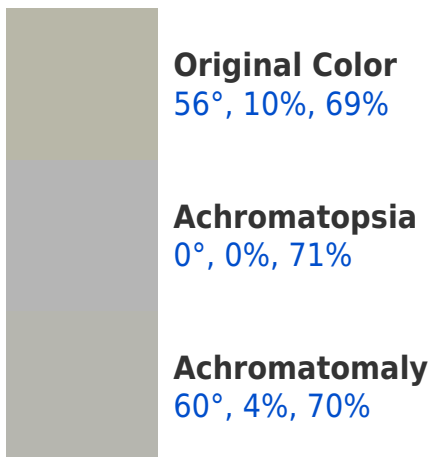 Original Color
56°, 10%, 69%
Achromatopsia
0°, 0%, 71%
Achromatomaly
60°, 4%, 70%